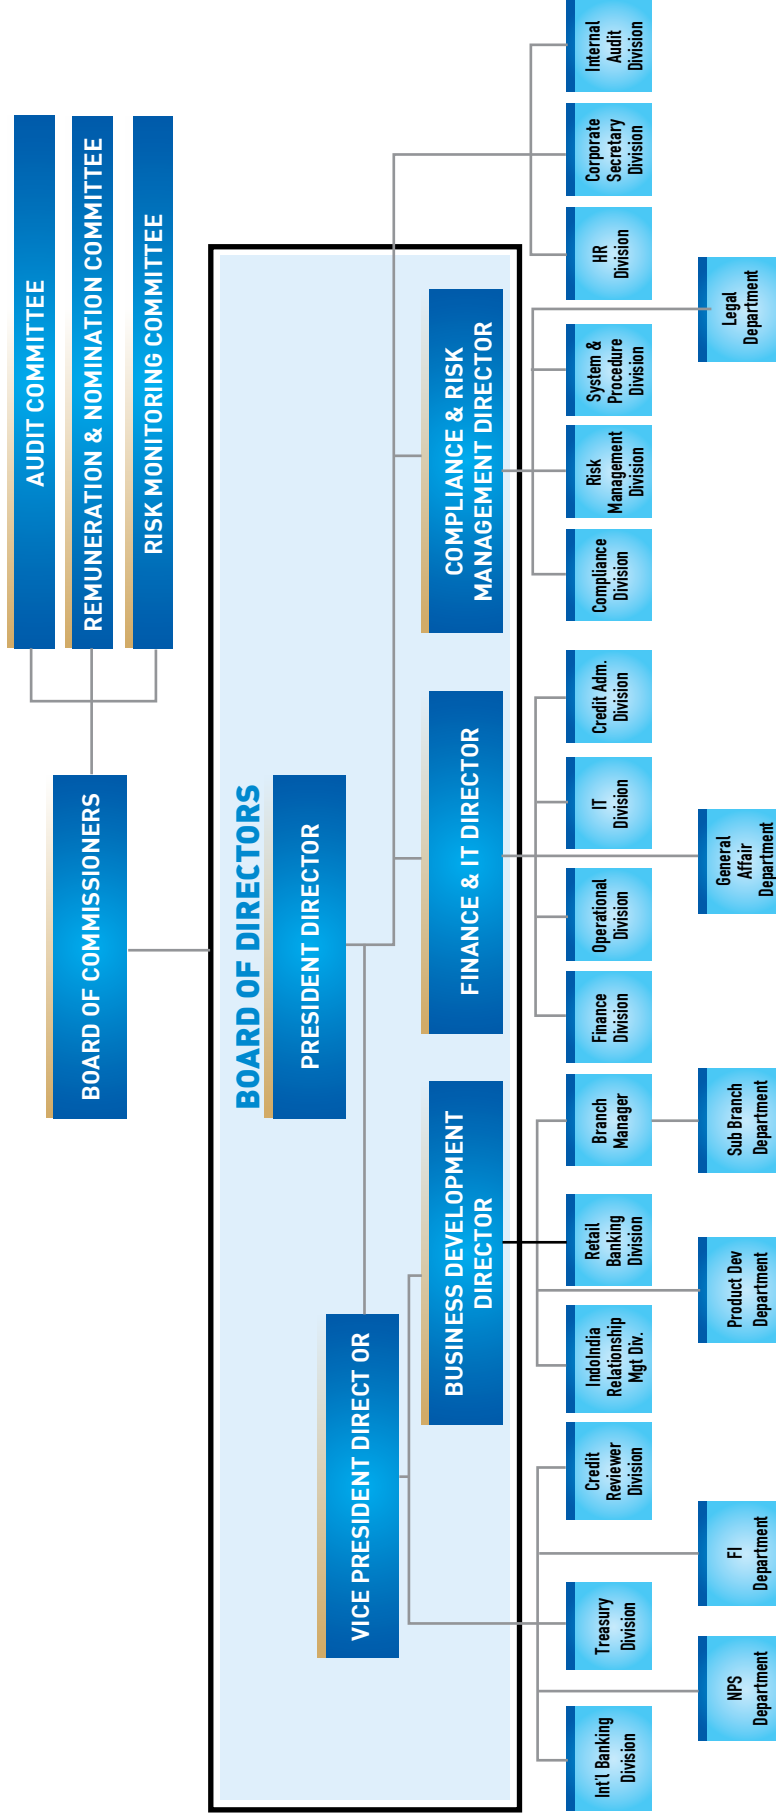 AUDIT COMMITTEE
REMUNERATION & NOMINATION COMMITTEE
RISK MONITORING COMMITTEE
BOARD OF COMMISSIONERS
BOARD OF DIRECTORS
PRESIDENT DIRECTOR
VICE PRESIDENT DIRECT OR
BUSINESS DEVELOPMENT
DIRECTOR
FINANCE & IT DIRECTOR
COMPLIANCE & RISK
MANAGEMENT DIRECTOR
Int'l Banking
Division
Treasury
Division
Credit
Reviewer
Division
IndoIndia
Relationship
Mgt Div.
Retail
Banking
Division
Branch
Manager
Finance
Division
Operational
Division
IT
Division
Credit Adm.
Division
Compliance
Division
Risk
Management
Division
System &
Procedure
Division
HR
Division
Corporate
Secretary
Division
Internal
Audit
Division
NPS
Department
FI
Department
Product Dev
Department
Sub Branch
Department
General
Affair
Department
Legal
Department